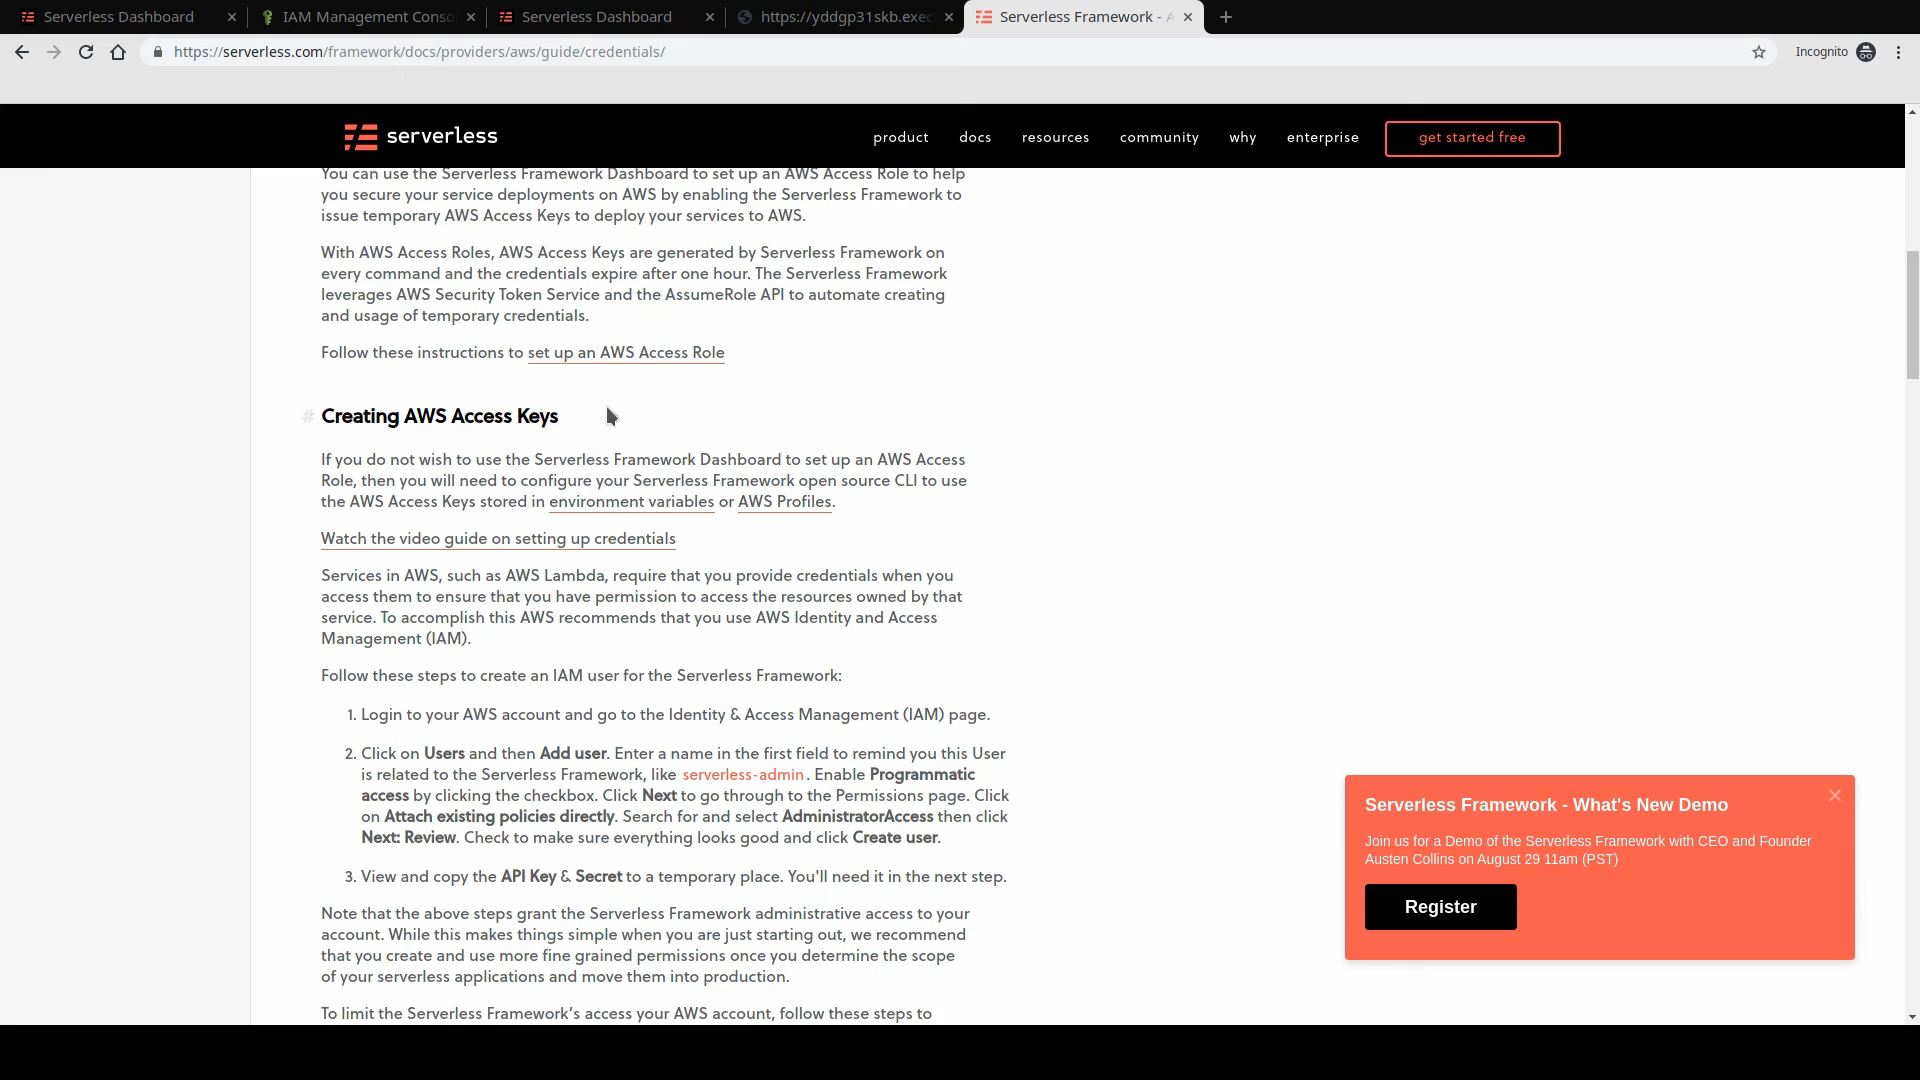 Serverless Dashboard
IAM Management Conso
Serverless Dashboard
https://yddgp31skb.exec
Serverless Framework - A
https://serverless.com/framework/docs/providers/aws/guide/credentials/
Incognito
serverless
product
docs
resources
community
why
enterprise
get started free
You can use the Serverless Framework Dashboard to set up an AWS Access Role to help
you secure your service deployments on AWS by enabling the Serverless Framework to
issue temporary AWS Access Keys to deploy your services to AWS.
With AWS Access Roles, AWS Access Keys are generated by Serverless Framework on
every command and the credentials expire after one hour. The Serverless Framework
leverages AWS Security Token Service and the AssumeRole API to automate creating
and usage of temporary credentials.
Follow these instructions to set up an AWS Access Role
# Creating AWS Access Keys
If you do not wish to use the Serverless Framework Dashboard to set up an AWS Access
Role, then you will need to configure your Serverless Framework open source CLI to use
the AWS Access Keys stored in environment variables or AWS Profiles.
Watch the video guide on setting up credentials
Services in AWS, such as AWS Lambda, require that you provide credentials when you
access them to ensure that you have permission to access the resources owned by that
service. To accomplish this AWS recommends that you use AWS Identity and Access
Management (IAM).
Follow these steps to create an IAM user for the Serverless Framework:
1. Login to your AWS account and go to the Identity & Access Management (IAM) page.
2. Click on Users and then Add user. Enter a name in the first field to remind you this User
is related to the Serverless Framework, like serverless-admin. Enable Programmatic
access by clicking the checkbox. Click Next to go through to the Permissions page. Click
on Attach existing policies directly. Search for and select AdministratorAccess then click
Next: Review. Check to make sure everything looks good and click Create user.
3. View and copy the API Key & Secret to a temporary place. You'll need it in the next step.
Note that the above steps grant the Serverless Framework administrative access to your
account. While this makes things simple when you are just starting out, we recommend
that you create and use more fine grained permissions once you determine the scope
of your serverless applications and move them into production.
To limit the Serverless Framework’s access your AWS account, follow these steps to
Serverless Framework - What's New Demo
Join us for a Demo of the Serverless Framework with CEO and Founder
Austen Collins on August 29 11am (PST)
Register